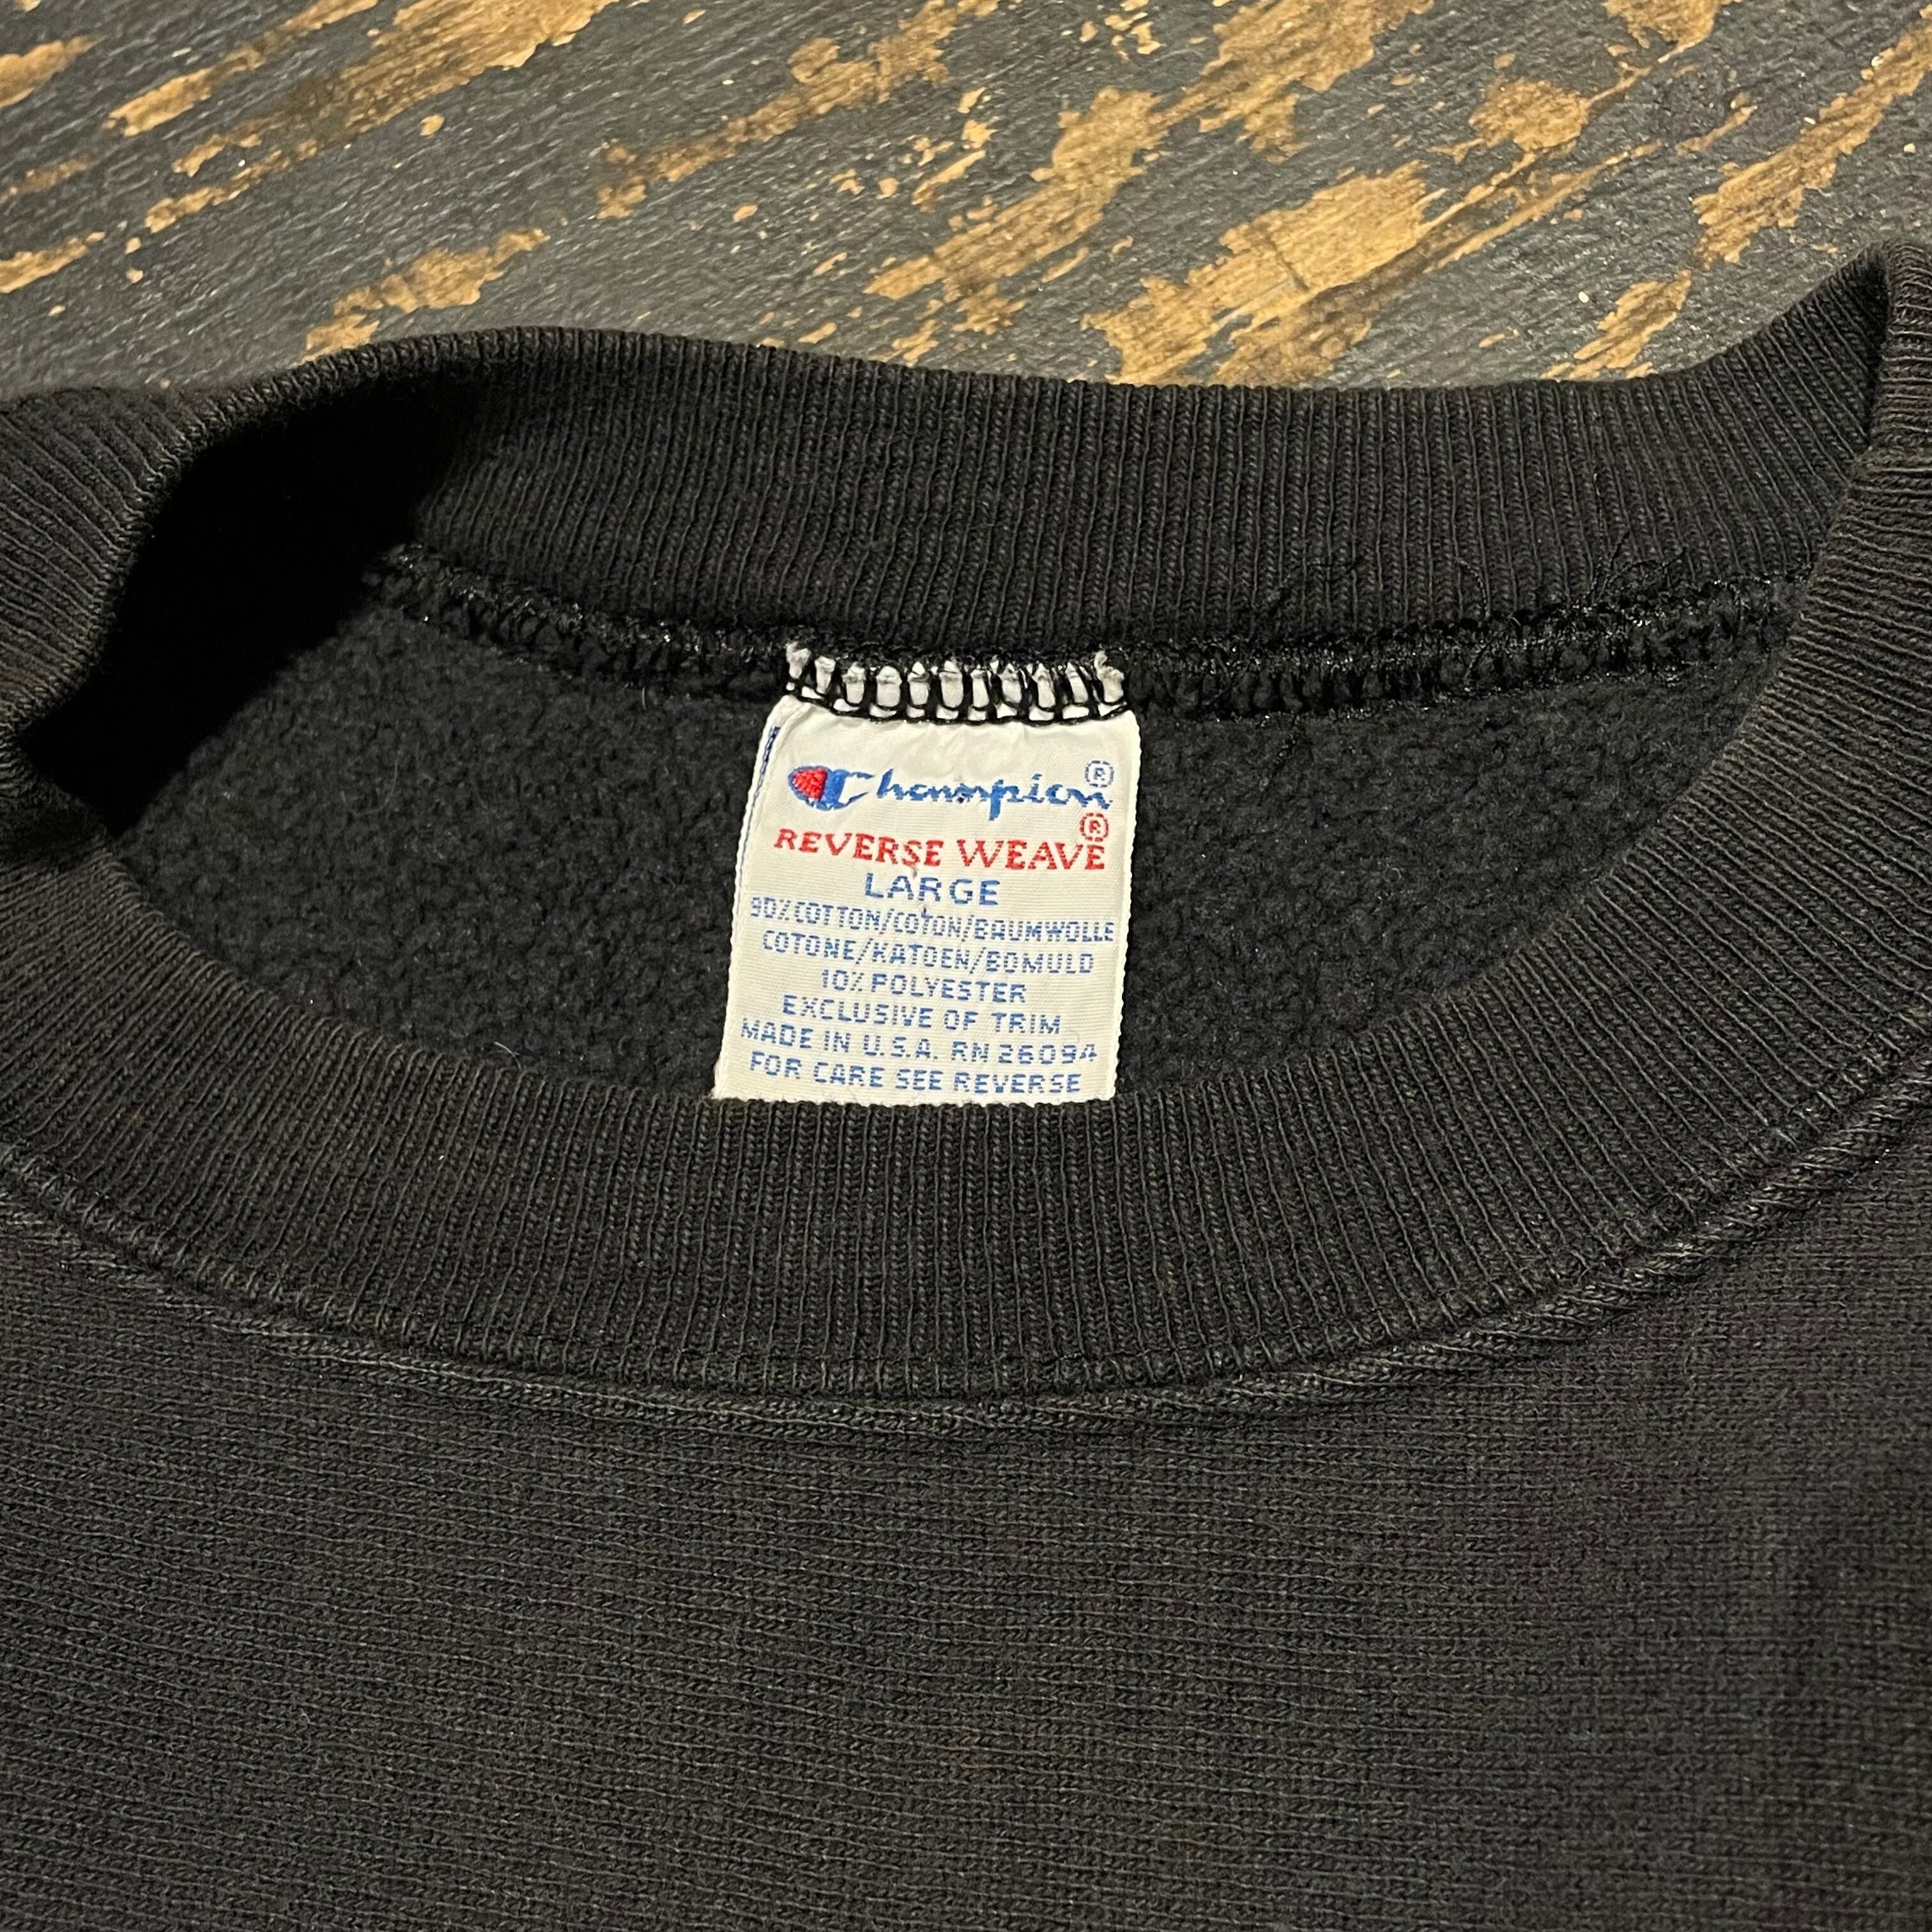 Champion®
REVERSE WEAVE®
LARGE
L
90% COTTON/COTON/BAUMWOLLE
COTONE/KATOEN/BOMULD
10% POLYESTER
EXCLUSIVE OF TRIM
MADE IN U.S.A. RN 26094
FOR CARE SEE REVERSE